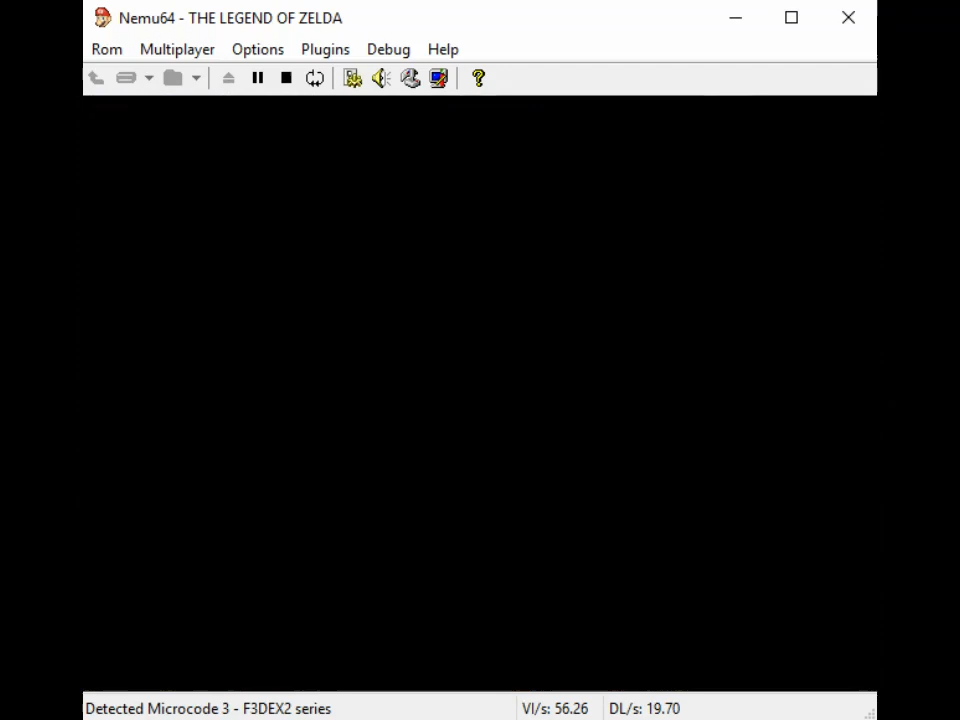 Nemu64 - THE LEGEND OF ZELDA
Rom Multiplayer Options Plugins Debug Help
Detected Microcode 3 - F3DEX2 series VI/s: 56.26 DL/s: 19.70